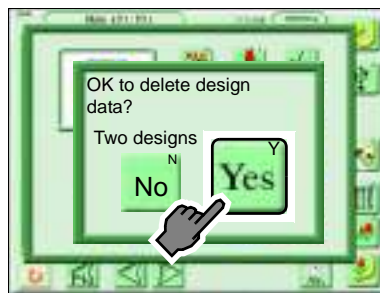 OK to delete design
data?
Two designs
N
Y
No
Yes